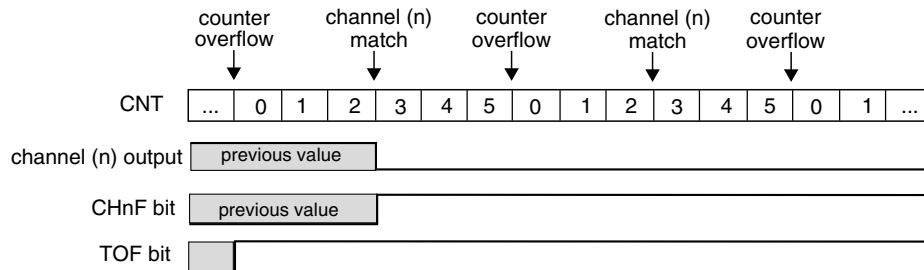 counter overflow
channel (n) match
counter overflow
channel (n) match
counter overflow
CNT ... 0 1 2 3 4 5 0 1 2 3 4 5 0 1 ...
channel (n) output previous value
CHnF bit previous value
TOF bit